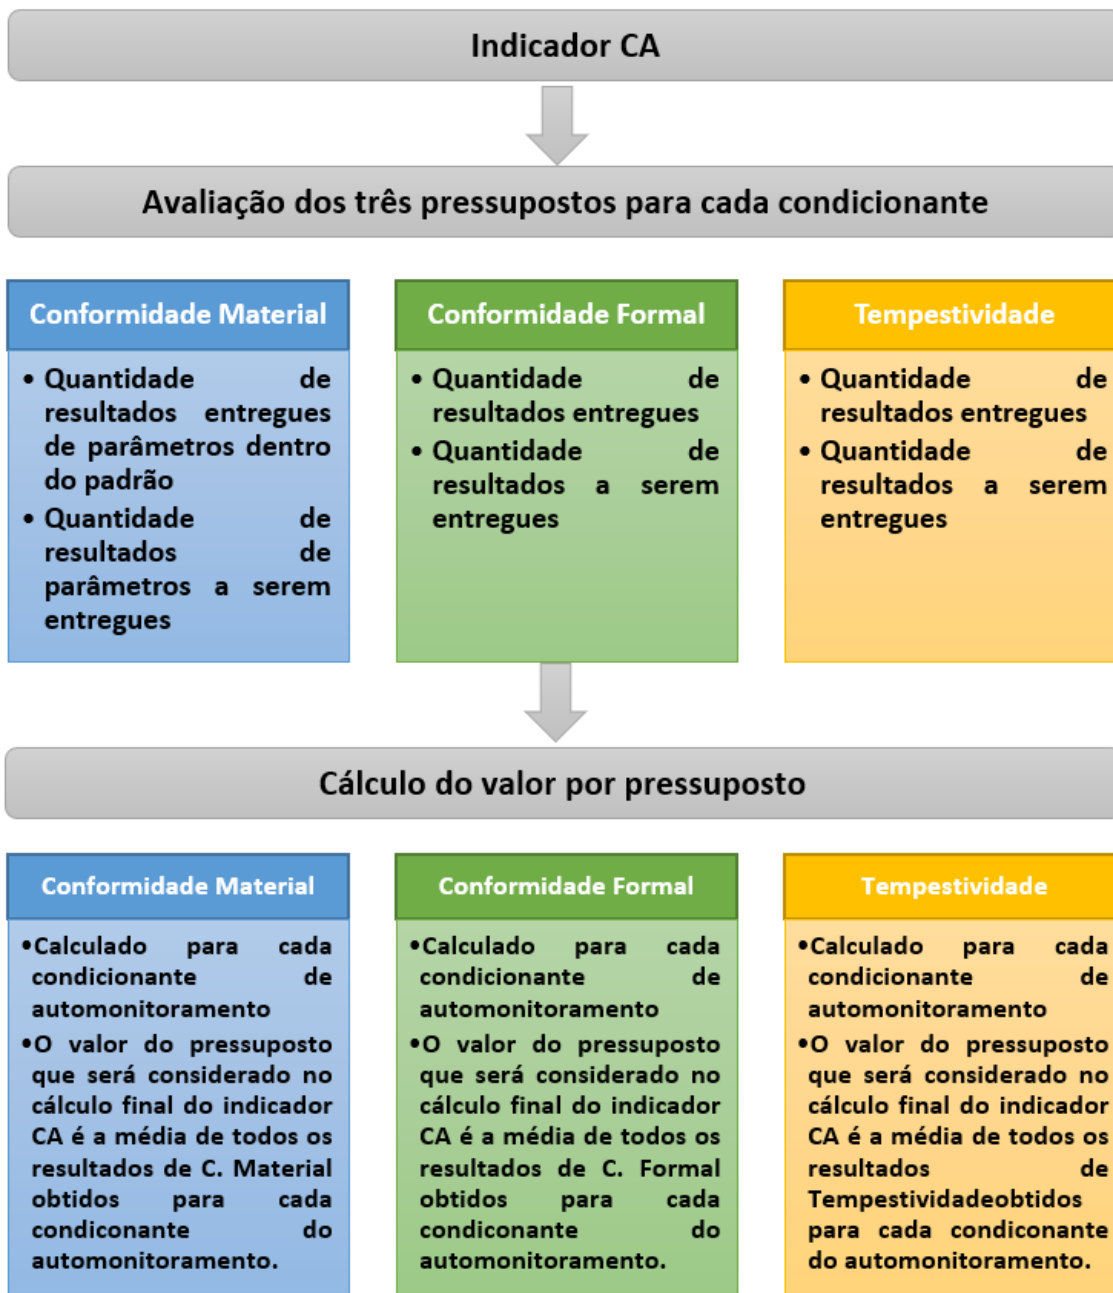 Indicador CA
Avaliação dos três pressupostos para cada condicionante
Conformidade Material
• Quantidade de
resultados entregues
de parâmetros dentro
do padrão
• Quantidade de
resultados de
parâmetros a serem
entregues
Conformidade Formal
• Quantidade de
resultados entregues
• Quantidade de
resultados a serem
entregues
Tempestividade
• Quantidade de
resultados entregues
• Quantidade de
resultados a serem
entregues
Cálculo do valor por pressuposto
Conformidade Material
•Calculado para cada
condicionante de
automonitoramento
•O valor do pressuposto
que será considerado no
cálculo final do indicador
CA é a média de todos os
resultados de C. Material
obtidos para cada
condiconante do
automonitoramento.
Conformidade Formal
•Calculado para cada
condicionante de
automonitoramento
•O valor do pressuposto
que será considerado no
cálculo final do indicador
CA é a média de todos os
resultados de C. Formal
obtidos para cada
condiconante do
automonitoramento.
Tempestividade
•Calculado para cada
condicionante de
automonitoramento
•O valor do pressuposto
que será considerado no
cálculo final do indicador
CA é a média de todos os
resultados de
Tempestividadeobtidos
para cada condiconante
do automonitoramento.